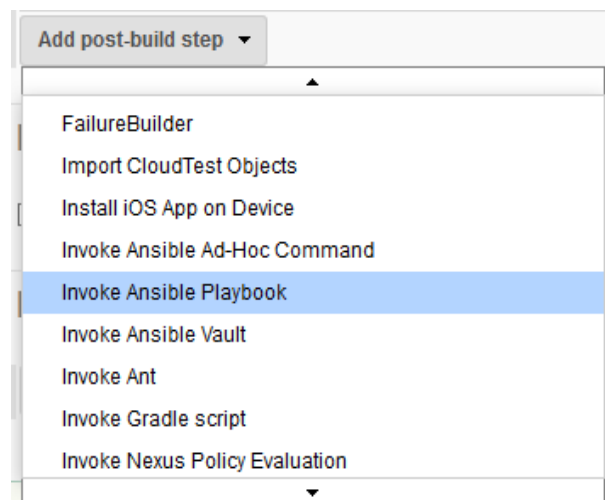 Add post-build step
FailureBuilder
Import CloudTest Objects
Install iOS App on Device
Invoke Ansible Ad-Hoc Command
Invoke Ansible Playbook
Invoke Ansible Vault
Invoke Ant
Invoke Gradle script
Invoke Nexus Policy Evaluation